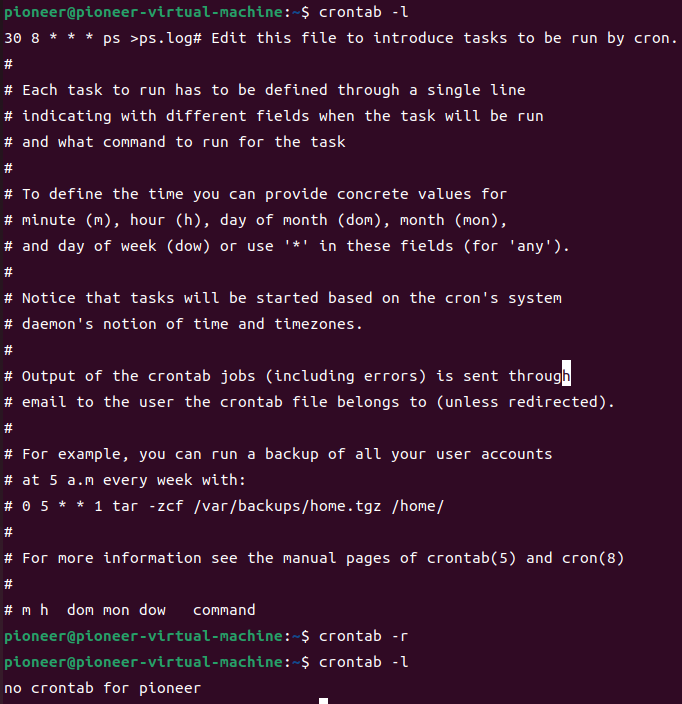 pioneer@pioneer-virtual-machine:~$ crontab -l
30 8 * * * ps >ps.log# Edit this file to introduce tasks to be run by cron.
#
# Each task to run has to be defined through a single line
# indicating with different fields when the task will be run
# and what command to run for the task
#
# To define the time you can provide concrete values for
# minute (m), hour (h), day of month (dom), month (mon),
# and day of week (dow) or use '*' in these fields (for 'any').
#
# Notice that tasks will be started based on the cron's system
# daemon's notion of time and timezones.
#
# Output of the crontab jobs (including errors) is sent through
# email to the user the crontab file belongs to (unless redirected).
#
# For example, you can run a backup of all your user accounts
# at 5 a.m every week with:
# 0 5 * * 1 tar -zcf /var/backups/home.tgz /home/
#
# For more information see the manual pages of crontab(5) and cron(8)
#
# m h  dom mon dow   command
pioneer@pioneer-virtual-machine:~$ crontab -r
pioneer@pioneer-virtual-machine:~$ crontab -l
no crontab for pioneer